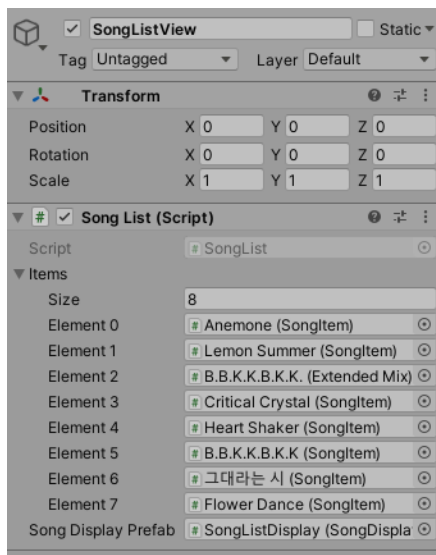 SongListView Static
Tag Untagged Layer Default
Transform
Position X 0 Y 0 Z 0
Rotation X 0 Y 0 Z 0
Scale X 1 Y 1 Z 1
# Song List (Script)
Script # SongList
Items
Size 8
Element 0 # Anemone (SongItem)
Element 1 # Lemon Summer (SongItem)
Element 2 # B.B.K.K.B.K.K. (Extended Mix)
Element 3 # Critical Crystal (SongItem)
Element 4 # Heart Shaker (SongItem)
Element 5 # B.B.K.K.B.K.K (SongItem)
Element 6 # 그대라는 시 (SongItem)
Element 7 # Flower Dance (SongItem)
Song Display Prefab # SongListDisplay (SongDispla